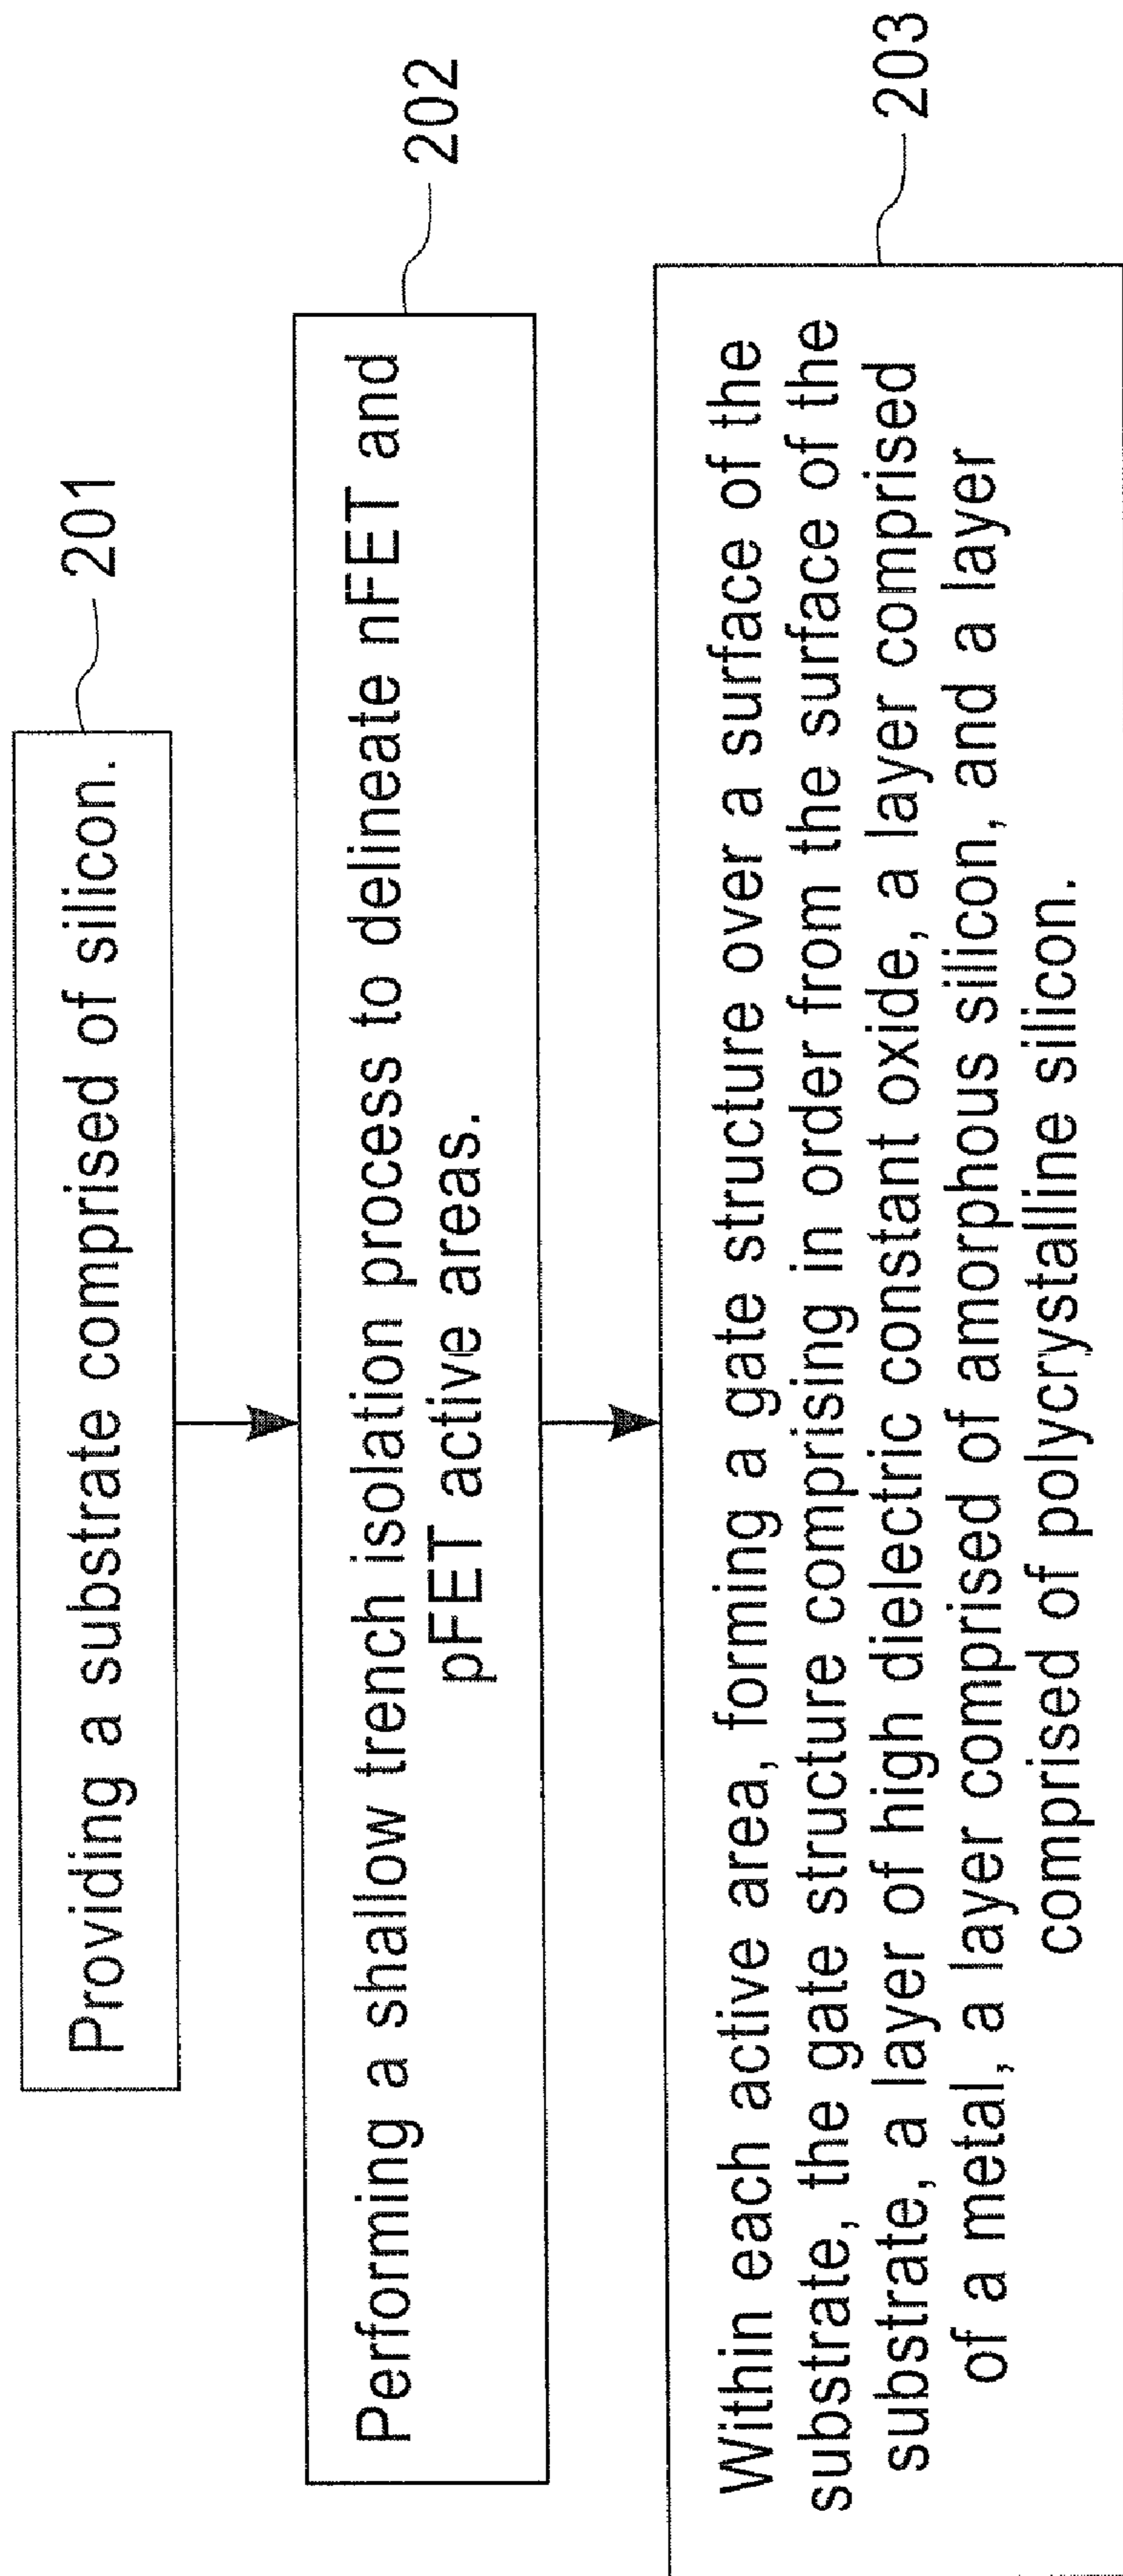 Providing a substrate comprised of silicon.
201
Performing a shallow trench isolation process to delineate nFET and
pFET active areas.
202
Within each active area, forming a gate structure over a surface of the
substrate, the gate structure comprising in order from the surface of the
substrate, a layer of high dielectric constant oxide, a layer comprised
of a metal, a layer comprised of amorphous silicon, and a layer
comprised of polycrystalline silicon.
203